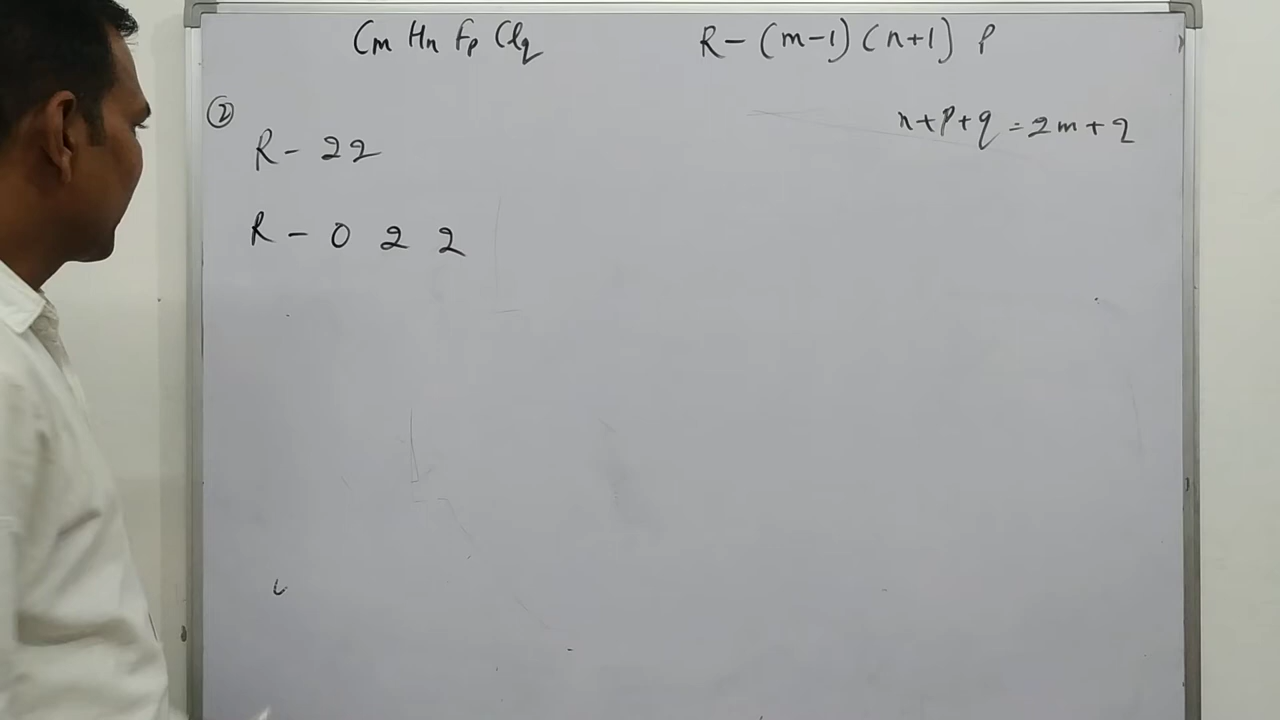 Cm Hn Fp Clq
R - (m-1) (n+1) P
n+p+q = 2m+2
②
R - 22
R - 0 2 2